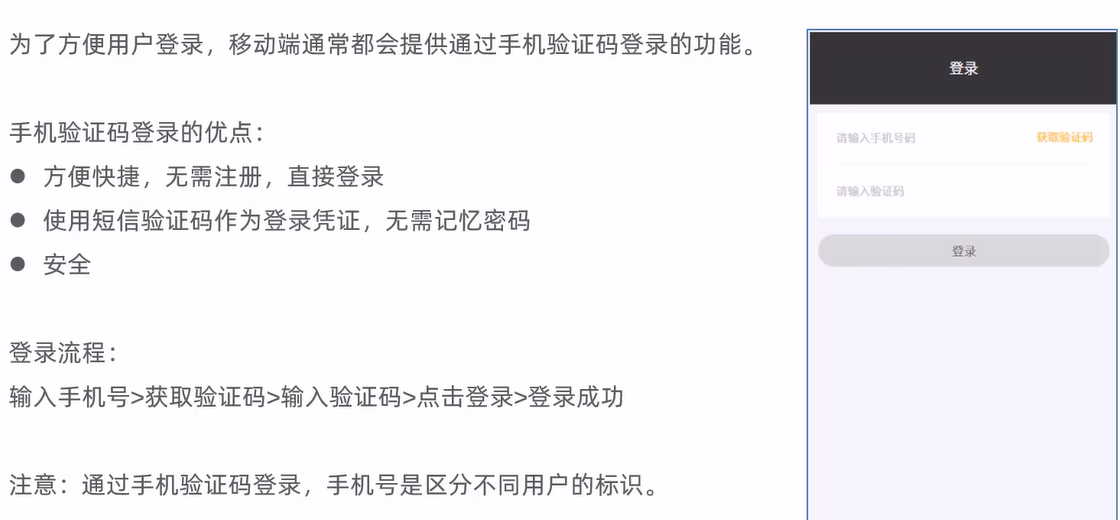 为了方便用户登录，移动端通常都会提供通过手机验证码登录的功能。
手机验证码登录的优点：
● 方便快捷，无需注册，直接登录
● 使用短信验证码作为登录凭证，无需记忆密码
● 安全
登录流程：
输入手机号>获取验证码>输入验证码>点击登录>登录成功
注意：通过手机验证码登录，手机号是区分不同用户的标识。
登录
请输入手机号码 获取验证码
请输入验证码
登录